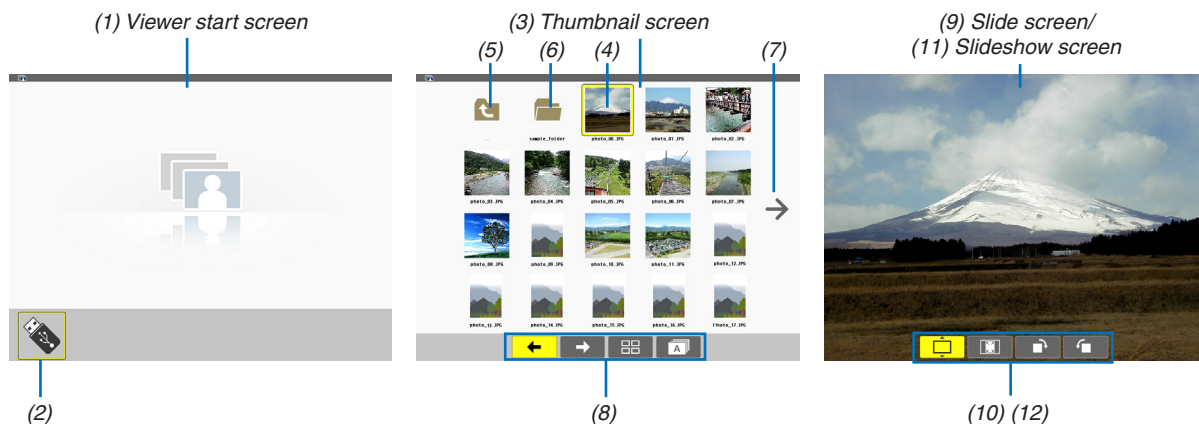 (1) Viewer start screen
(3) Thumbnail screen
(9) Slide screen/
(11) Slideshow screen
(5)
(6)
(4)
(7)
sample_folder
photo_00.JPG
photo_01.JPG
photo_02.JPG
photo_03.JPG
photo_04.JPG
photo_05.JPG
photo_06.JPG
photo_07.JPG
photo_08.JPG
photo_09.JPG
photo_10.JPG
photo_11.JPG
photo_12.JPG
photo_13.JPG
photo_14.JPG
photo_15.JPG
photo_16.JPG
A
(2)
(8)
(10) (12)